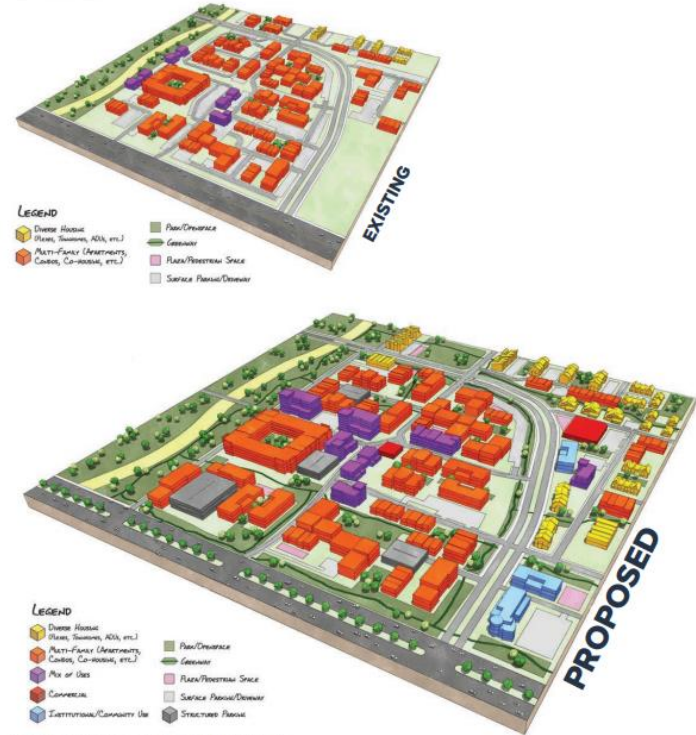 EXISTING
LEGEND
DIVERSE HOUSING
(PLEXES, TOWNHOMES, ADUS, ETC.)
MULTI-FAMILY (APARTMENTS,
CONDOS, CO-HOUSING, ETC.)
PARK/OPENSPACE
GREENWAY
PLAZA/PEDESTRIAN SPACE
SURFACE PARKING/DRIVEWAY
PROPOSED
LEGEND
DIVERSE HOUSING
(PLEXES, TOWNHOMES, ADUS, ETC.)
MULTI-FAMILY (APARTMENTS,
CONDOS, CO-HOUSING, ETC.)
MIX OF USES
COMMERCIAL
INSTITUTIONAL/COMMUNITY USE
PARK/OPENSPACE
GREENWAY
PLAZA/PEDESTRIAN SPACE
SURFACE PARKING/DRIVEWAY
STRUCTURED PARKING